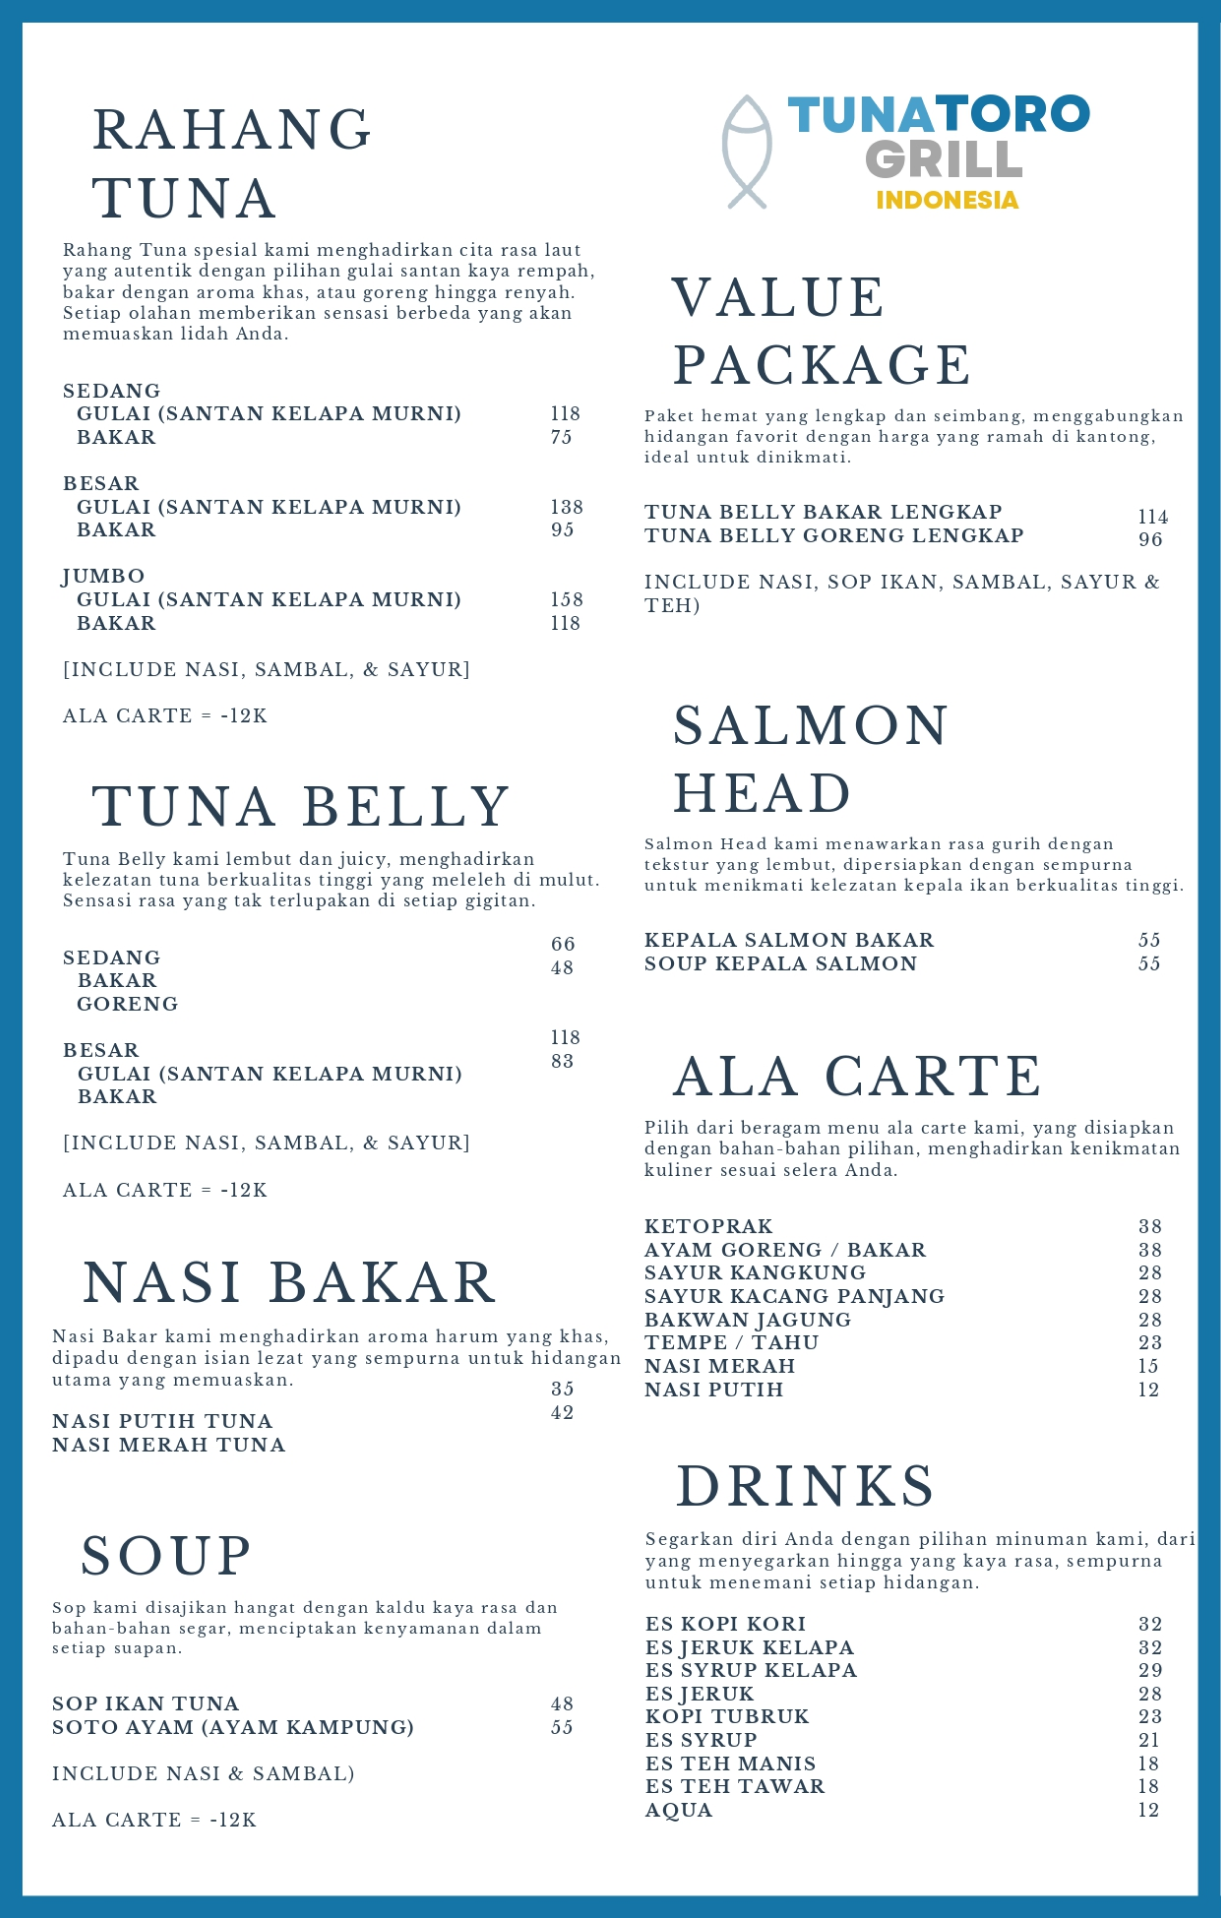 RAHANG
TUNA
Rahang Tuna spesial kami menghadirkan cita rasa laut
yang autentik dengan pilihan gulai santan kaya rempah,
bakar dengan aroma khas, atau goreng hingga renyah.
Setiap olahan memberikan sensasi berbeda yang akan
memuaskan lidah Anda.
SEDANG
GULAI (SANTAN KELAPA MURNI) 118
BAKAR 75
BESAR
GULAI (SANTAN KELAPA MURNI) 138
BAKAR 95
JUMBO
GULAI (SANTAN KELAPA MURNI) 158
BAKAR 118
[INCLUDE NASI, SAMBAL, & SAYUR]
ALA CARTE = -12K
TUNA BELLY
Tuna Belly kami lembut dan juicy, menghadirkan
kelezatan tuna berkualitas tinggi yang meleleh di mulut.
Sensasi rasa yang tak terlupakan di setiap gigitan.
66
SEDANG
48
BAKAR
GORENG
118
BESAR
83
GULAI (SANTAN KELAPA MURNI)
BAKAR
[INCLUDE NASI, SAMBAL, & SAYUR]
ALA CARTE = -12K
NASI BAKAR
Nasi Bakar kami menghadirkan aroma harum yang khas,
dipadu dengan isian lezat yang sempurna untuk hidangan
utama yang memuaskan.
35
42
NASI PUTIH TUNA
NASI MERAH TUNA
SOUP
Sop kami disajikan hangat dengan kaldu kaya rasa dan
bahan-bahan segar, menciptakan kenyamanan dalam
setiap suapan.
SOP IKAN TUNA 48
SOTO AYAM (AYAM KAMPUNG) 55
INCLUDE NASI & SAMBAL)
ALA CARTE = -12K
TUNATORO
GRILL
INDONESIA
VALUE
PACKAGE
Paket hemat yang lengkap dan seimbang, menggabungkan
hidangan favorit dengan harga yang ramah di kantong,
ideal untuk dinikmati.
TUNA BELLY BAKAR LENGKAP 114
TUNA BELLY GORENG LENGKAP 96
INCLUDE NASI, SOP IKAN, SAMBAL, SAYUR &
TEH)
SALMON
HEAD
Salmon Head kami menawarkan rasa gurih dengan
tekstur yang lembut, dipersiapkan dengan sempurna
untuk menikmati kelezatan kepala ikan berkualitas tinggi.
KEPALA SALMON BAKAR 55
SOUP KEPALA SALMON 55
ALA CARTE
Pilih dari beragam menu ala carte kami, yang disiapkan
dengan bahan-bahan pilihan, menghadirkan kenikmatan
kuliner sesuai selera Anda.
KETOPRAK 38
AYAM GORENG / BAKAR 38
SAYUR KANGKUNG 28
SAYUR KACANG PANJANG 28
BAKWAN JAGUNG 28
TEMPE / TAHU 23
NASI MERAH 15
NASI PUTIH 12
DRINKS
Segarkan diri Anda dengan pilihan minuman kami, dari
yang menyegarkan hingga yang kaya rasa, sempurna
untuk menemani setiap hidangan.
ES KOPI KORI 32
ES JERUK KELAPA 32
ES SYRUP KELAPA 29
ES JERUK 28
KOPI TUBRUK 23
ES SYRUP 21
ES TEH MANIS 18
ES TEH TAWAR 18
AQUA 12